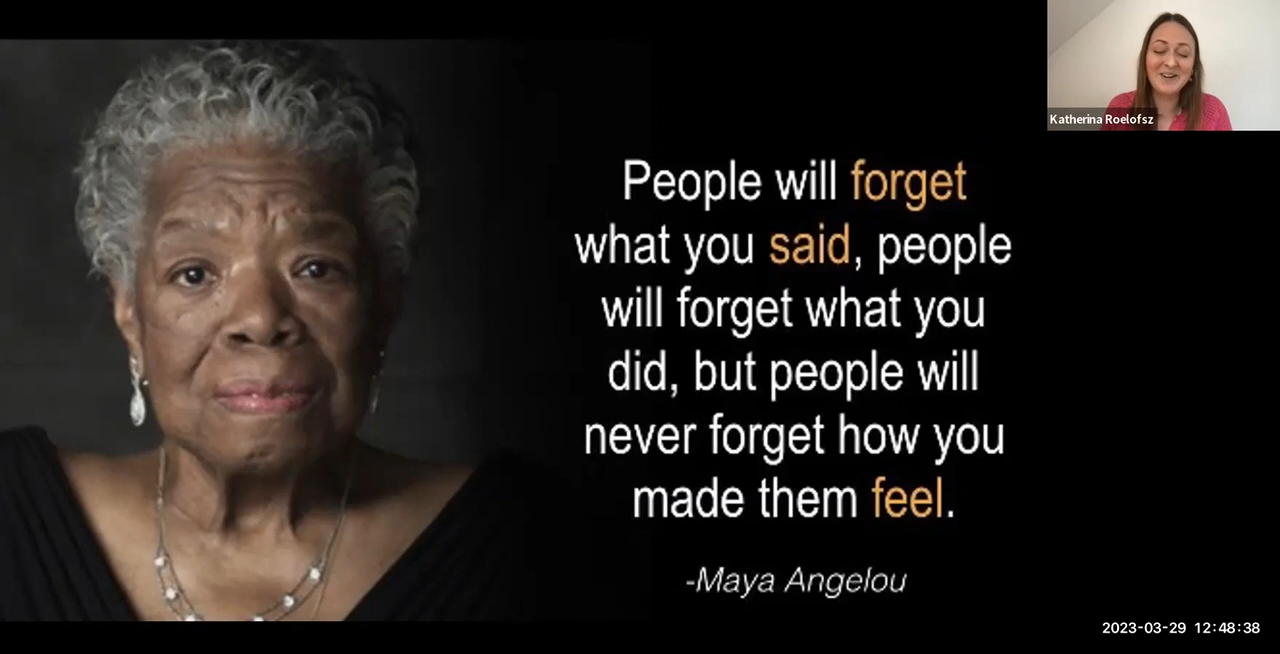 Katherina Roelofsz
People will forget
what you said, people
will forget what you
did, but people will
never forget how you
made them feel.
-Maya Angelou
2023-03-29 12:48:38